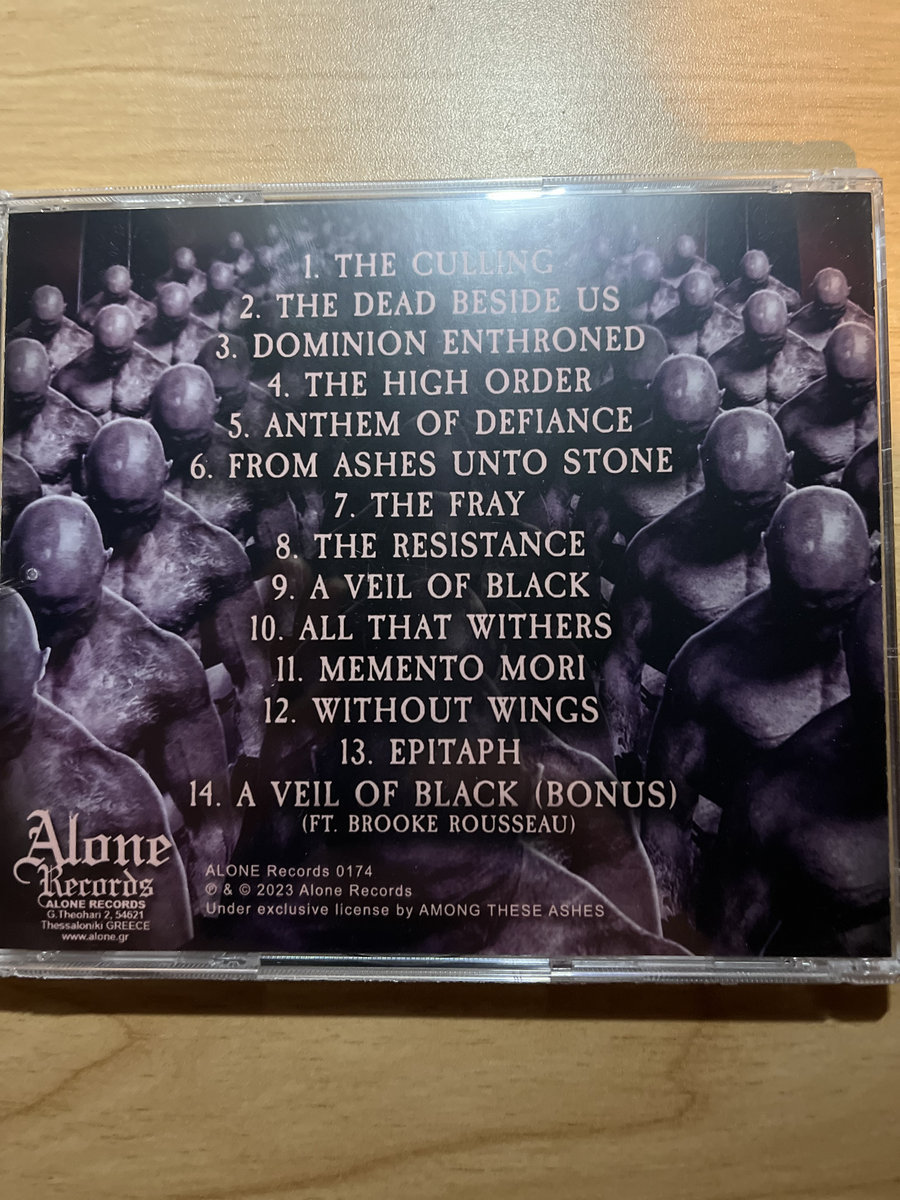 1. THE CULLING
2. THE DEAD BESIDE US
3. DOMINION ENTHRONED
4. THE HIGH ORDER
5. ANTHEM OF DEFIANCE
6. FROM ASHES UNTO STONE
7. THE FRAY
8. THE RESISTANCE
9. A VEIL OF BLACK
10. ALL THAT WITHERS
11. MEMENTO MORI
12. WITHOUT WINGS
13. EPITAPH
14. A VEIL OF BLACK (BONUS)
(FT. BROOKE ROUSSEAU)
Alone
Records
ALONE RECORDS
G.Theohari 2, 54621
Thessaloniki GREECE
www.alone.gr
ALONE Records 0174
℗ & © 2023 Alone Records
Under exclusive license by AMONG THESE ASHES